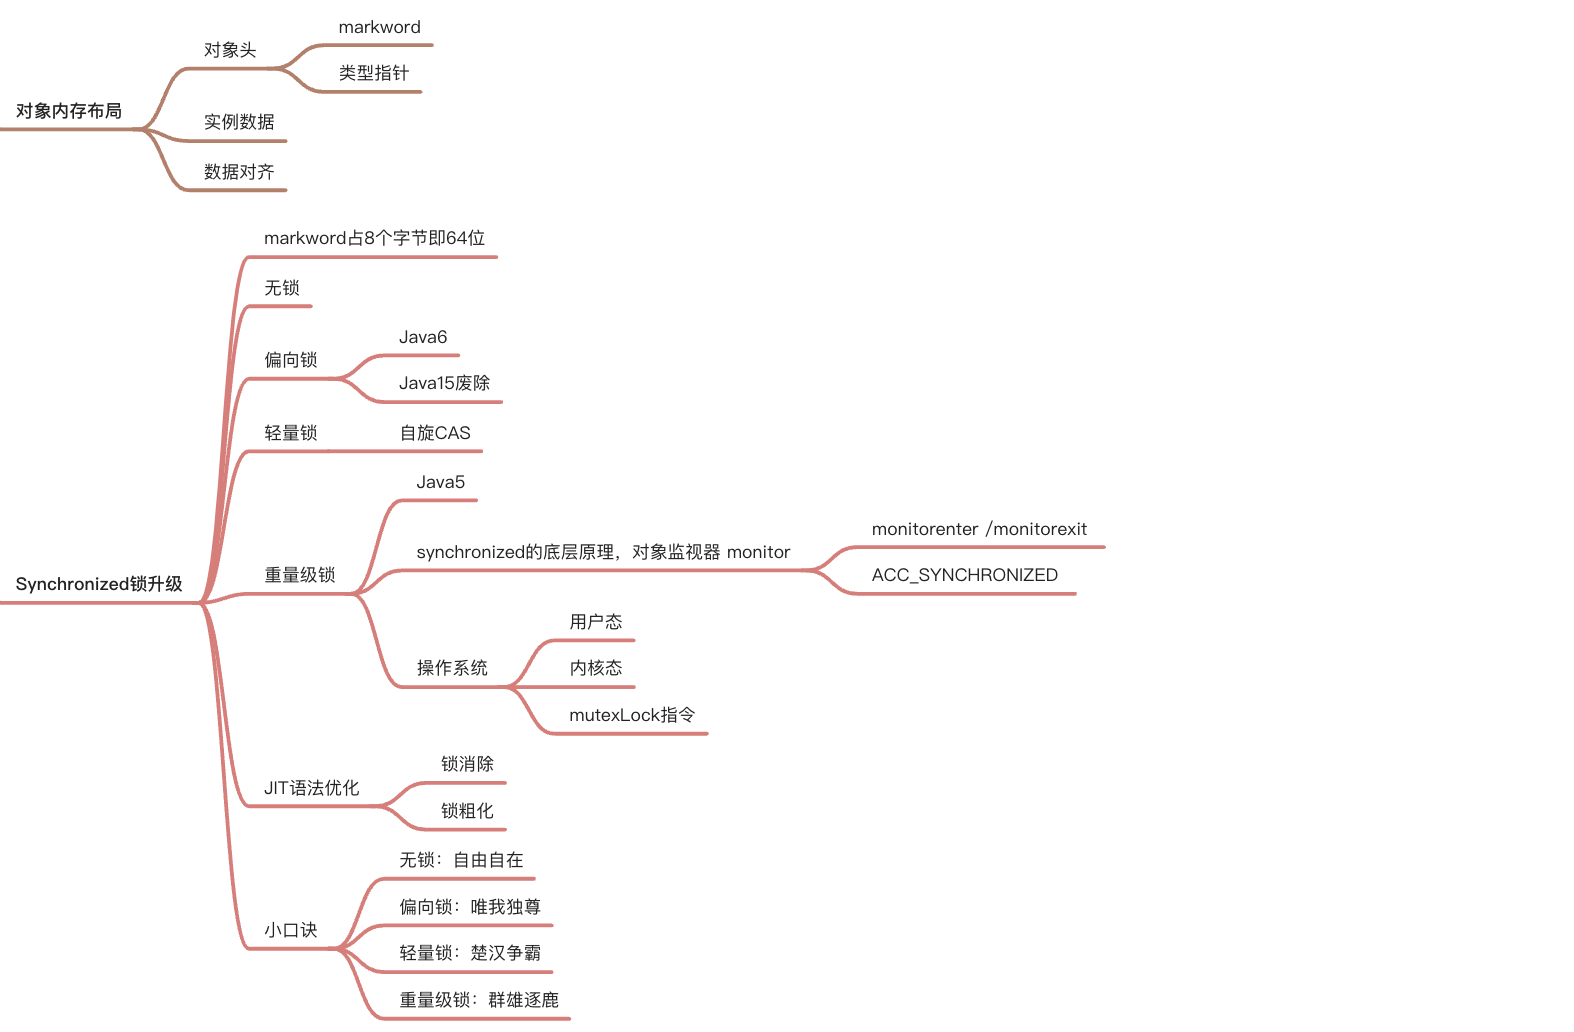 对象内存布局
对象头
markword
类型指针
实例数据
数据对齐
Synchronized锁升级
markword占8个字节即64位
无锁
偏向锁
Java6
Java15废除
轻量锁
自旋CAS
重量级锁
Java5
synchronized的底层原理，对象监视器 monitor
monitorenter /monitorexit
ACC_SYNCHRONIZED
操作系统
用户态
内核态
mutexLock指令
JIT语法优化
锁消除
锁粗化
小口诀
无锁：自由自在
偏向锁：唯我独尊
轻量锁：楚汉争霸
重量级锁：群雄逐鹿